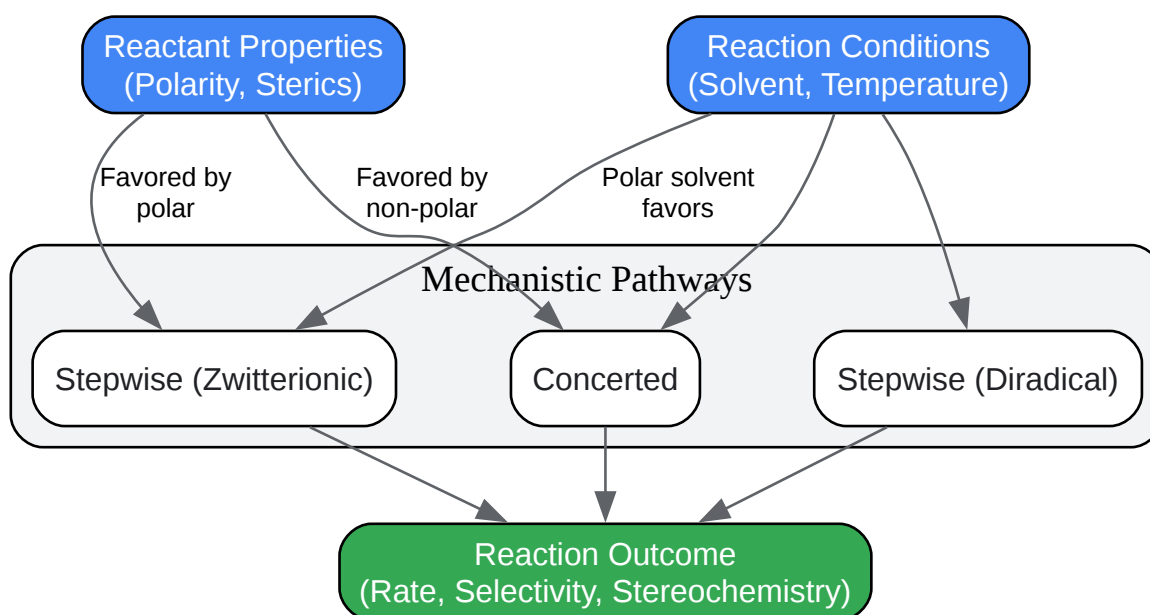 Reactant Properties
(Polarity, Sterics)
Reaction Conditions
(Solvent, Temperature)
Favored by
polar
Favored by
non-polar
Polar solvent
favors
Mechanistic Pathways
Stepwise (Zwitterionic)
Concerted
Stepwise (Diradical)
Reaction Outcome
(Rate, Selectivity, Stereochemistry)